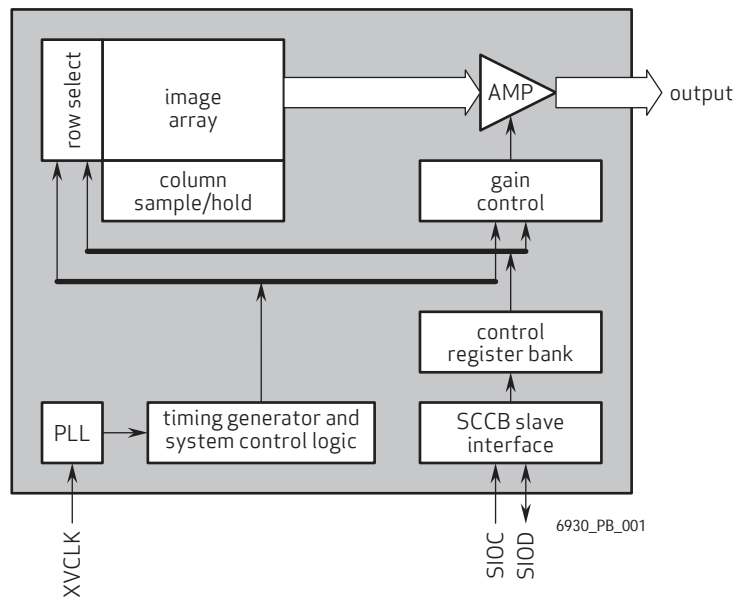 row select
image
array
AMP
output
column
sample/hold
gain
control
control
register bank
PLL
timing generator and
system control logic
SCCB slave
interface
XVCLK
SIOC
SIOD
6930_PB_001